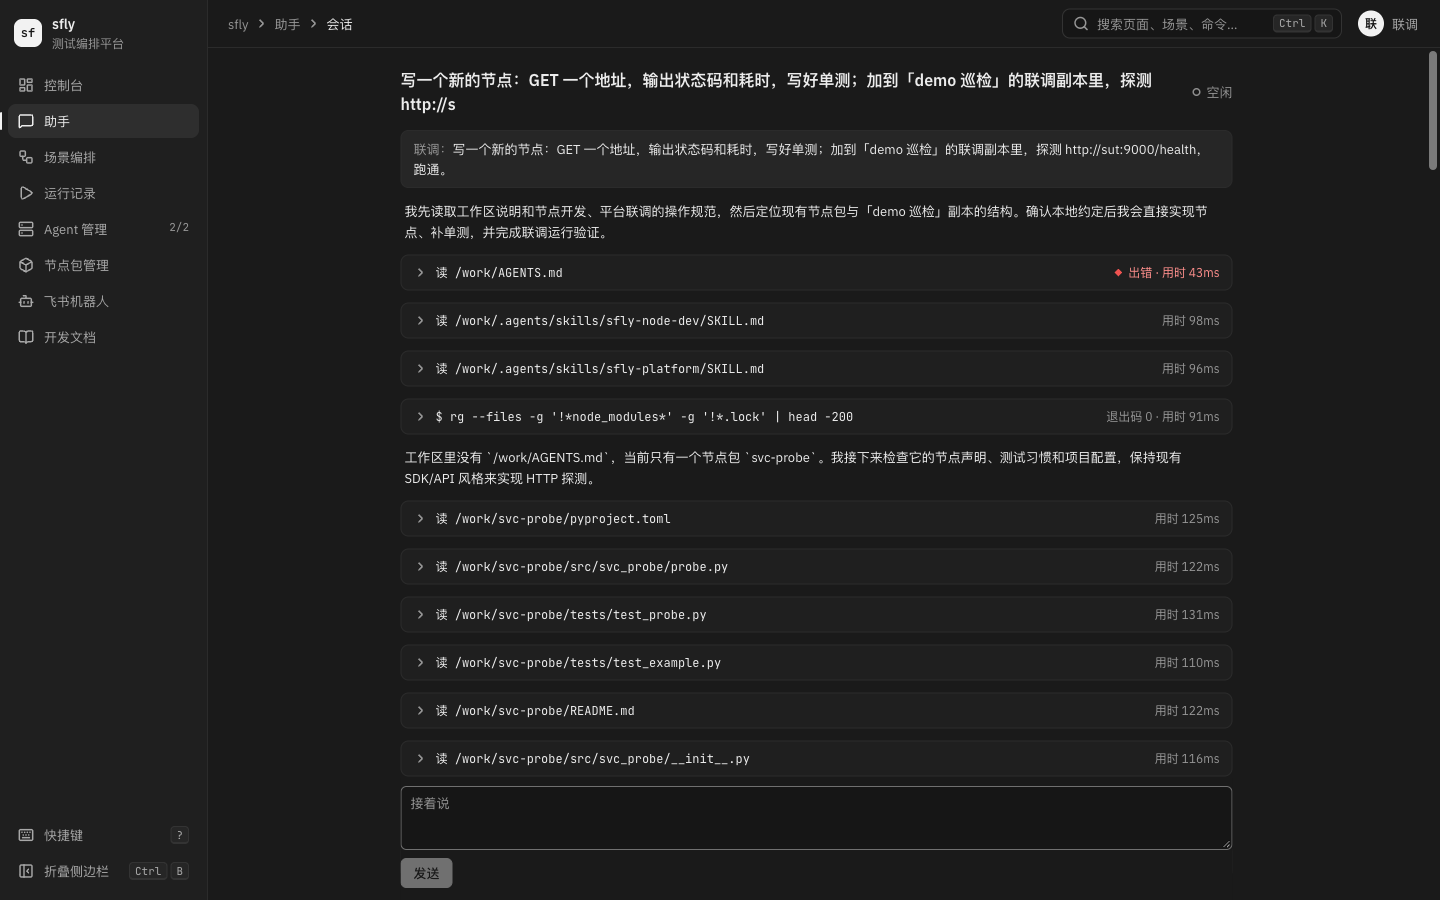 sf
sfly
测试编排平台
控制台
助手
场景编排
运行记录
Agent 管理 2/2
节点包管理
飞书机器人
开发文档
快捷键 ?
折叠侧边栏 Ctrl B
sfly > 助手 > 会话
搜索页面、场景、命令... Ctrl K
联 联调
写一个新的节点：GET 一个地址，输出状态码和耗时，写好单测；加到「demo 巡检」的联调副本里，探测
http://s
空闲
联调：写一个新的节点：GET 一个地址，输出状态码和耗时，写好单测；加到「demo 巡检」的联调副本里，探测 http://sut:9000/health，
跑通。
我先读取工作区说明和节点开发、平台联调的操作规范，然后定位现有节点包与「demo 巡检」副本的结构。确认本地约定后我会直接实现节
点、补单测，并完成联调运行验证。
读 /work/AGENTS.md 出错 · 用时 43ms
读 /work/.agents/skills/sfly-node-dev/SKILL.md 用时 98ms
读 /work/.agents/skills/sfly-platform/SKILL.md 用时 96ms
$ rg --files -g '!*node_modules*' -g '!*.lock' | head -200 退出码 0 · 用时 91ms
工作区里没有 `/work/AGENTS.md`，当前只有一个节点包 `svc-probe`。我接下来检查它的节点声明、测试习惯和项目配置，保持现有
SDK/API 风格来实现 HTTP 探测。
读 /work/svc-probe/pyproject.toml 用时 125ms
读 /work/svc-probe/src/svc_probe/probe.py 用时 122ms
读 /work/svc-probe/tests/test_probe.py 用时 131ms
读 /work/svc-probe/tests/test_example.py 用时 110ms
读 /work/svc-probe/README.md 用时 122ms
读 /work/svc-probe/src/svc_probe/__init__.py 用时 116ms
接着说
发送